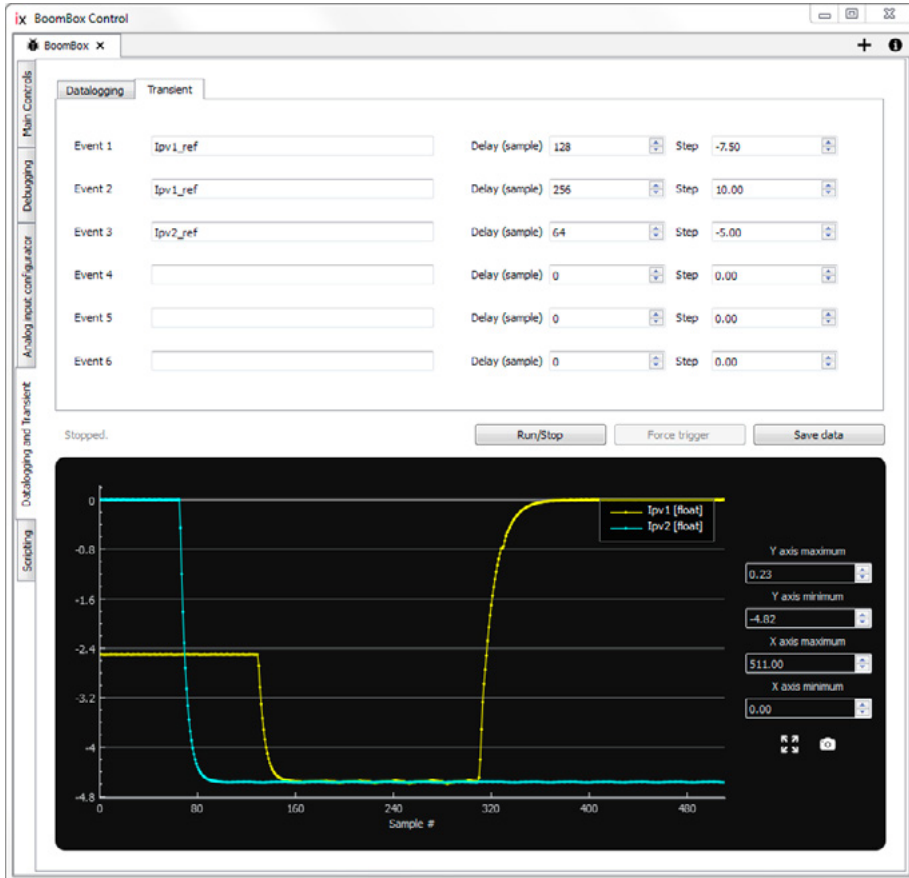 ix BoomBox Control
BoomBox ×
Main Controls
Debugging
Analog input configurator
Datalogging and Transient
Scripting
Datalogging Transient
Event 1 Ipv1_ref Delay (sample) 128 Step -7.50
Event 2 Ipv1_ref Delay (sample) 256 Step 10.00
Event 3 Ipv2_ref Delay (sample) 64 Step -5.00
Event 4 Delay (sample) 0 Step 0.00
Event 5 Delay (sample) 0 Step 0.00
Event 6 Delay (sample) 0 Step 0.00
Stopped. Run/Stop Force trigger Save data
0
-0.8
-1.6
-2.4
-3.2
-4
-4.8
0 80 160 240 320 400 480
Sample #
Ipv1 [float]
Ipv2 [float]
Y axis maximum
0.23
Y axis minimum
-4.82
X axis maximum
511.00
X axis minimum
0.00